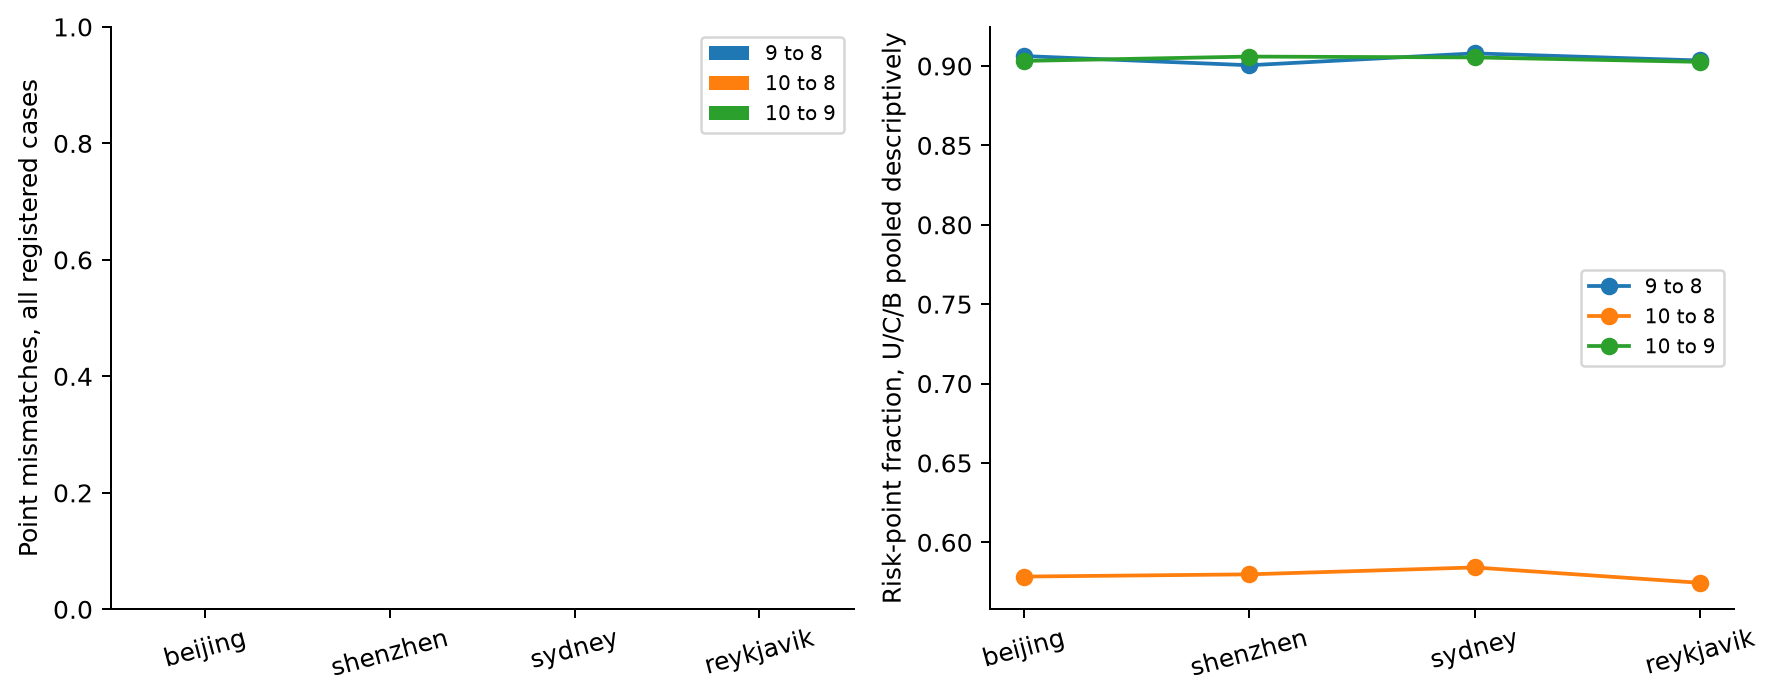 Point mismatches, all registered cases
1.0
0.8
0.6
0.4
0.2
0.0
beijing
shenzhen
sydney
reykjavik
9 to 8
10 to 8
10 to 9
Risk-point fraction, U/C/B pooled descriptively
0.90
0.85
0.80
0.75
0.70
0.65
0.60
beijing
shenzhen
sydney
reykjavik
9 to 8
10 to 8
10 to 9